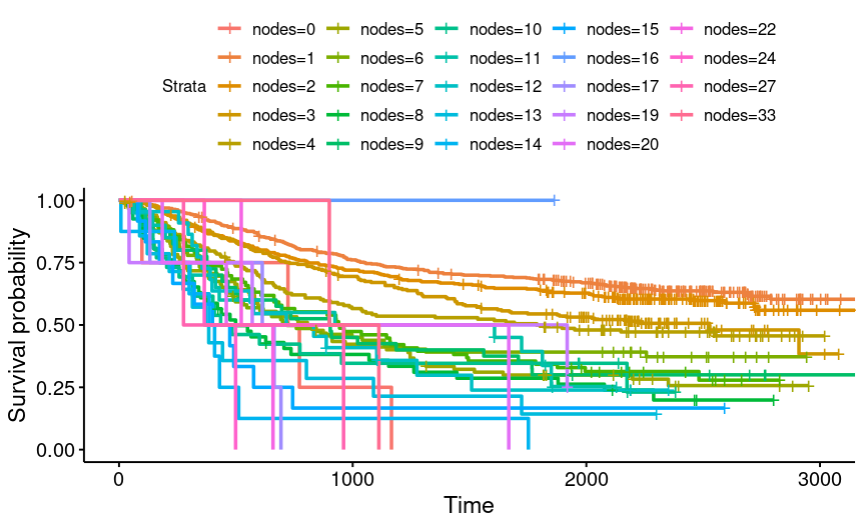 nodes=0 nodes=5 nodes=10 nodes=15 nodes=22
nodes=1 nodes=6 nodes=11 nodes=16 nodes=24
Strata nodes=2 nodes=7 nodes=12 nodes=17 nodes=27
nodes=3 nodes=8 nodes=13 nodes=19 nodes=33
nodes=4 nodes=9 nodes=14 nodes=20
Survival probability
1.00
0.75
0.50
0.25
0.00
0 1000 2000 3000
Time